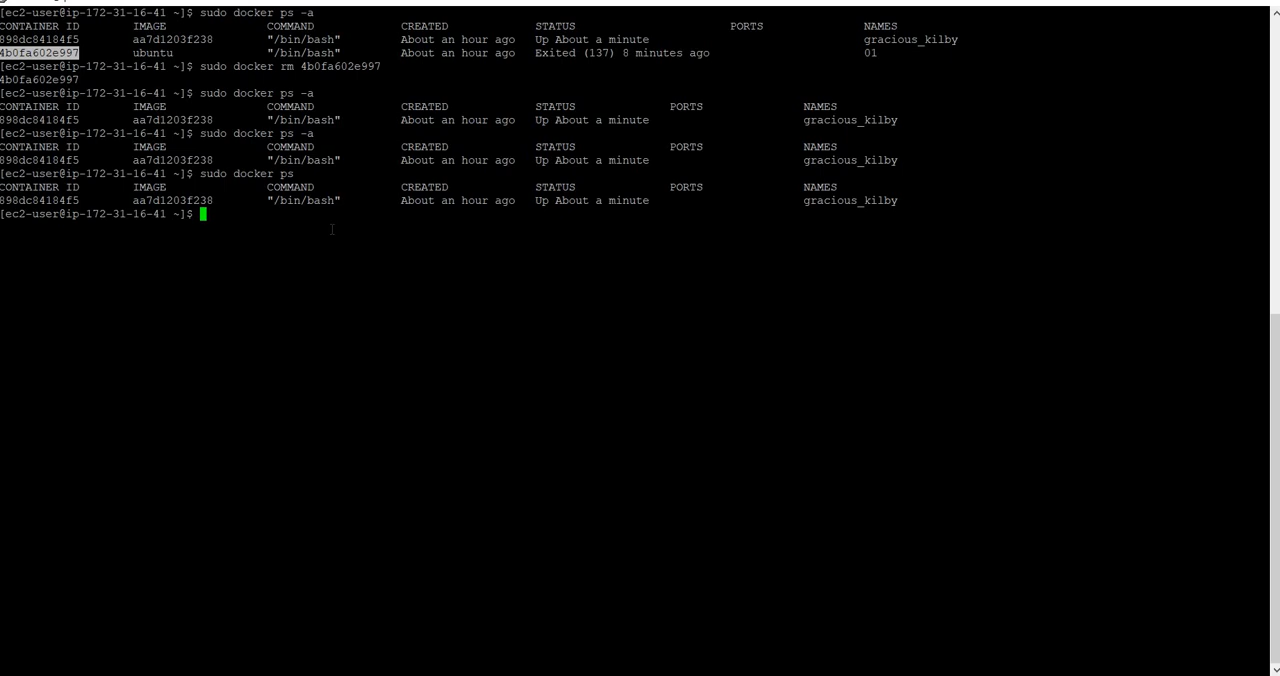 [ec2-user@ip-172-31-16-41 ~]$ sudo docker ps -a
CONTAINER ID IMAGE COMMAND CREATED STATUS PORTS NAMES
898dc84184f5 aa7d1203f238 "/bin/bash" About an hour ago Up About a minute gracious_kilby
4b0fa602e997 ubuntu "/bin/bash" About an hour ago Exited (137) 8 minutes ago 01
[ec2-user@ip-172-31-16-41 ~]$ sudo docker rm 4b0fa602e997
4b0fa602e997
[ec2-user@ip-172-31-16-41 ~]$ sudo docker ps -a
CONTAINER ID IMAGE COMMAND CREATED STATUS PORTS NAMES
898dc84184f5 aa7d1203f238 "/bin/bash" About an hour ago Up About a minute gracious_kilby
[ec2-user@ip-172-31-16-41 ~]$ sudo docker ps -a
CONTAINER ID IMAGE COMMAND CREATED STATUS PORTS NAMES
898dc84184f5 aa7d1203f238 "/bin/bash" About an hour ago Up About a minute gracious_kilby
[ec2-user@ip-172-31-16-41 ~]$ sudo docker ps
CONTAINER ID IMAGE COMMAND CREATED STATUS PORTS NAMES
898dc84184f5 aa7d1203f238 "/bin/bash" About an hour ago Up About a minute gracious_kilby
[ec2-user@ip-172-31-16-41 ~]$